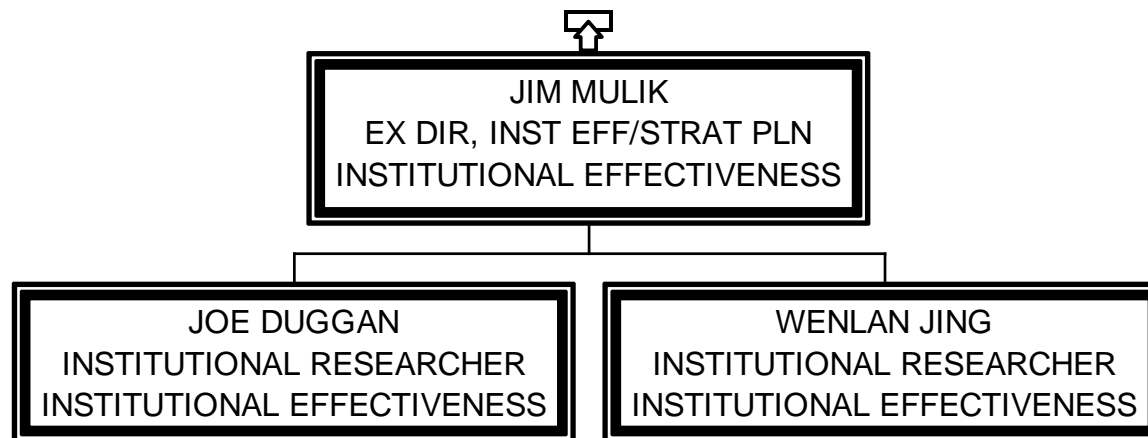 JIM MULIK
EX DIR, INST EFF/STRAT PLN
INSTITUTIONAL EFFECTIVENESS
JOE DUGGAN
INSTITUTIONAL RESEARCHER
INSTITUTIONAL EFFECTIVENESS
WENLAN JING
INSTITUTIONAL RESEARCHER
INSTITUTIONAL EFFECTIVENESS